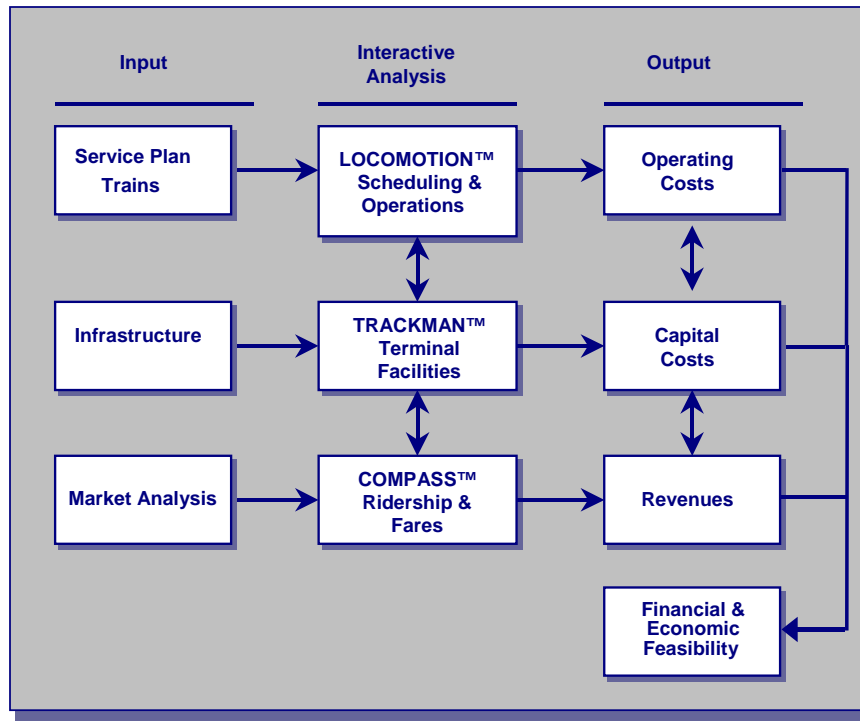 Input
Interactive
Analysis
Output
Service Plan
Trains
LOCOMOTION™
Scheduling &
Operations
Operating
Costs
Infrastructure
TRACKMAN™
Terminal
Facilities
Capital
Costs
Market Analysis
COMPASS™
Ridership &
Fares
Revenues
Financial &
Economic
Feasibility